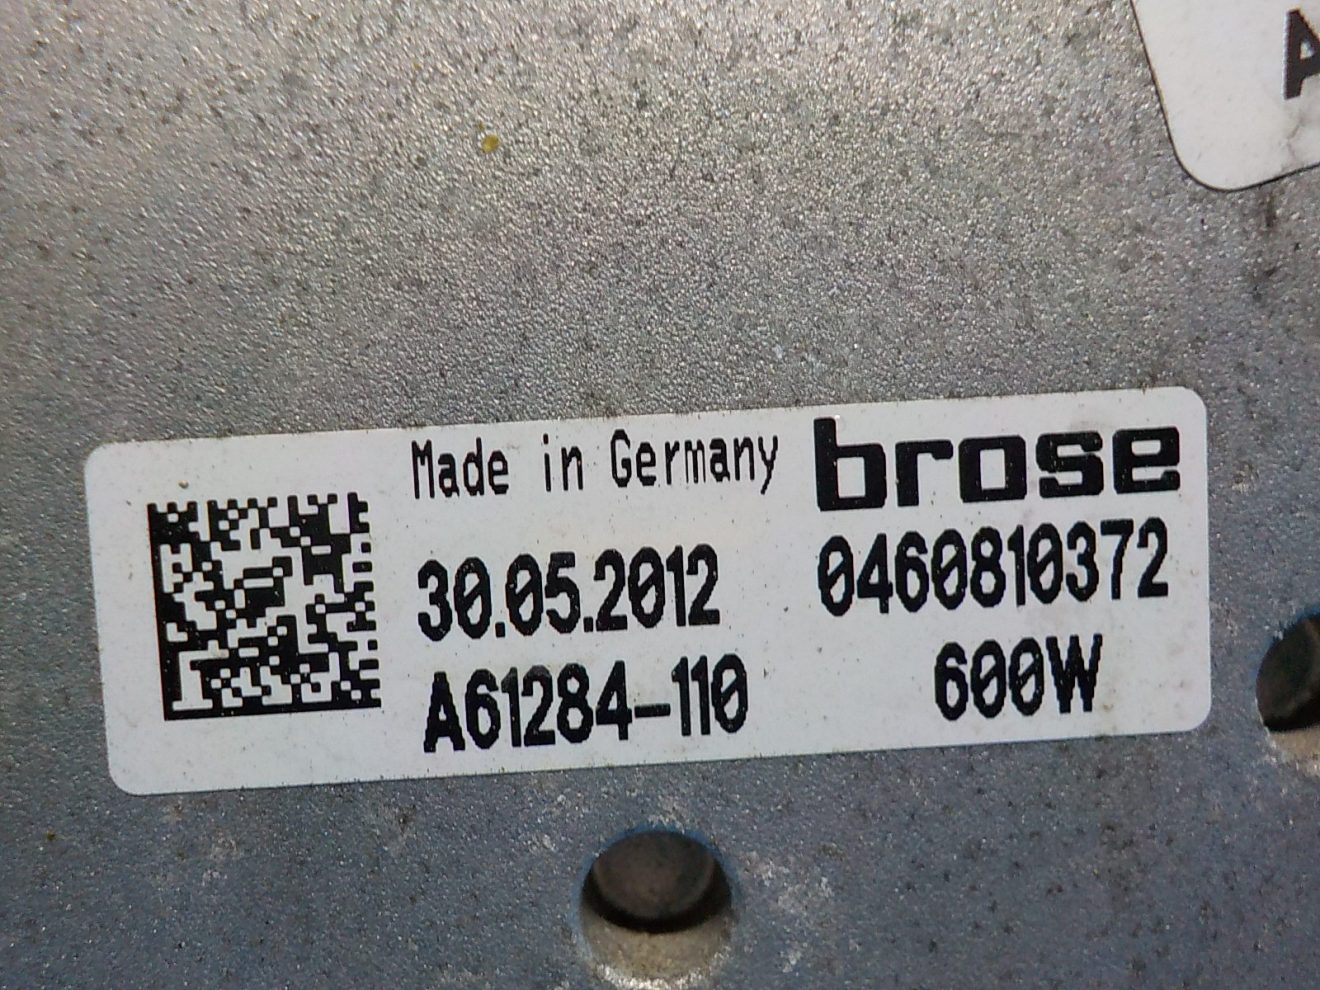 A
Made in Germany brose
30.05.2012 0460810372
A61284-110 600W